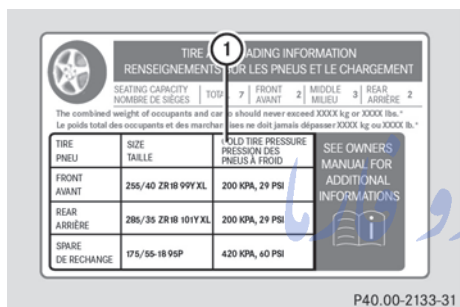 1
TIRE A ADING INFORMATION
RENSEIGNEMENTS SUR LES PNEUS ET LE CHARGEMENT
SEATING CAPACITY TOTAL 7 FRONT 2 MIDDLE 3 REAR 2
NOMBRE DE SIÈGES AVANT MILIEU ARRIÈRE
The combined weight of occupants and car o should never exceed XXXX kg or XXXX lbs."
Le poids total des occupants et des marchan ises ne doit jamais dépasser XXXX kg ou XXXX lb."
TIRE
PNEU
SIZE
TAILLE
COLD TIRE PRESSURE
PRESSION DES
PNEUS À FROID
SEE OWNERS
MANUAL FOR
ADDITIONAL
INFORMATIONS
FRONT
AVANT
255/40 ZR18 99Y XL
200 KPA, 29 PSI
REAR
ARRIÈRE
285/35 ZR18 101Y XL
200 KPA, 29 PSI
SPARE
DE RECHANGE
175/55-18 95P
420 KPA, 60 PSI
i
P40.00-2133-31